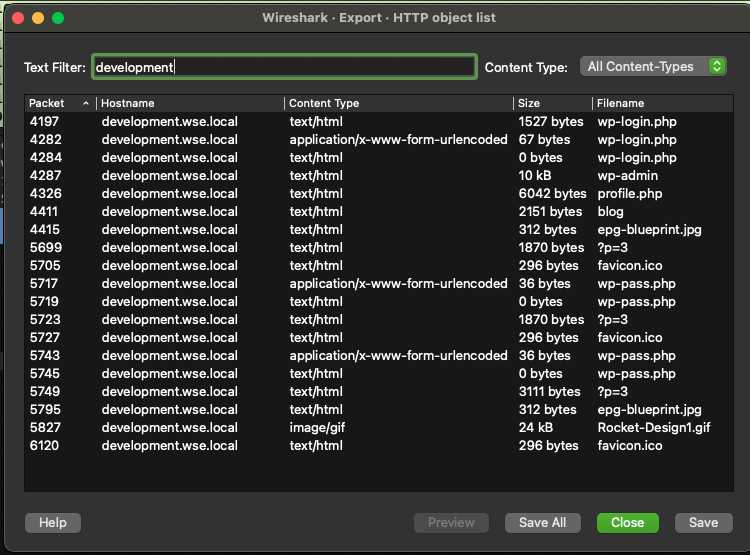 Wireshark · Export · HTTP object list
Text Filter: development Content Type: All Content-Types
Packet Hostname Content Type Size Filename
4197 development.wse.local text/html 1527 bytes wp-login.php
4282 development.wse.local application/x-www-form-urlencoded 67 bytes wp-login.php
4284 development.wse.local text/html 0 bytes wp-login.php
4287 development.wse.local text/html 10 kB wp-admin
4326 development.wse.local text/html 6042 bytes profile.php
4411 development.wse.local text/html 2151 bytes blog
4415 development.wse.local text/html 312 bytes epg-blueprint.jpg
5699 development.wse.local text/html 1870 bytes ?p=3
5705 development.wse.local text/html 296 bytes favicon.ico
5717 development.wse.local application/x-www-form-urlencoded 36 bytes wp-pass.php
5719 development.wse.local text/html 0 bytes wp-pass.php
5723 development.wse.local text/html 1870 bytes ?p=3
5727 development.wse.local text/html 296 bytes favicon.ico
5743 development.wse.local application/x-www-form-urlencoded 36 bytes wp-pass.php
5745 development.wse.local text/html 0 bytes wp-pass.php
5749 development.wse.local text/html 3111 bytes ?p=3
5795 development.wse.local text/html 312 bytes epg-blueprint.jpg
5827 development.wse.local image/gif 24 kB Rocket-Design1.gif
6120 development.wse.local text/html 296 bytes favicon.ico
Help Preview Save All Close Save